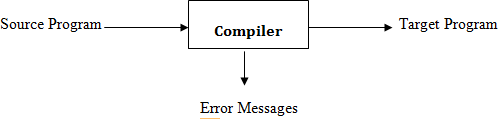 Source Program
Compiler
Target Program
Error Messages